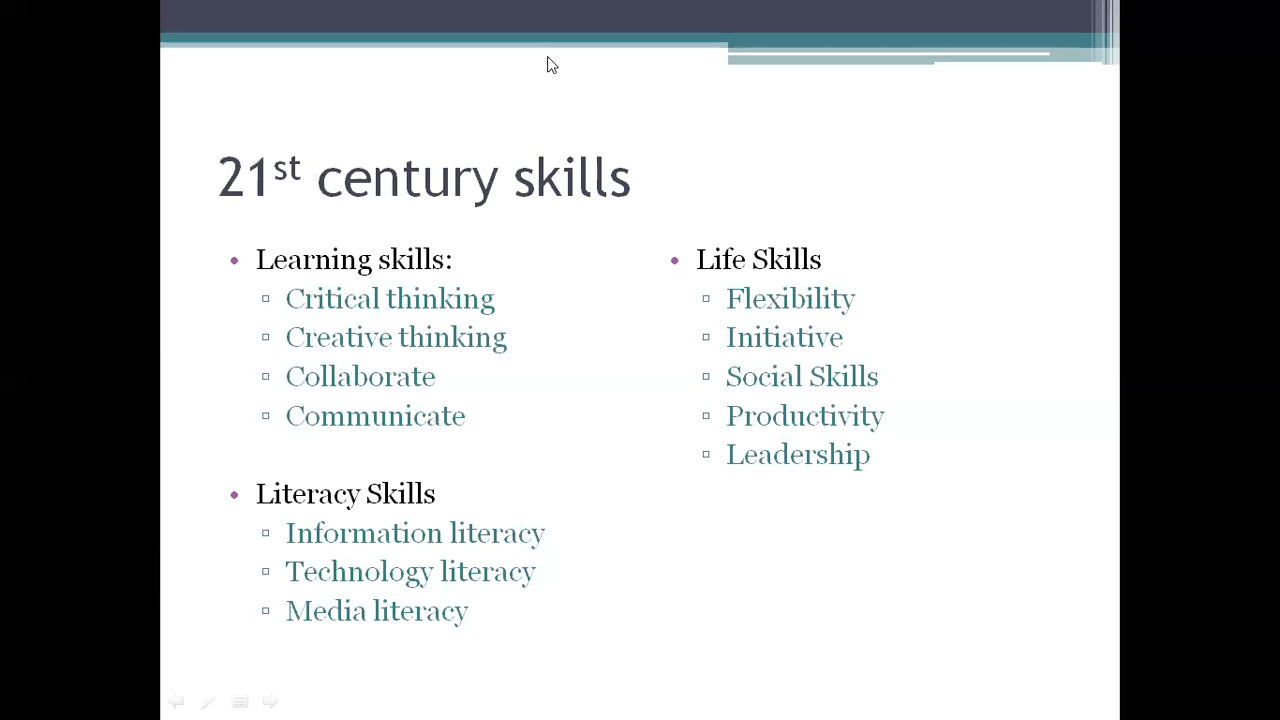 21st century skills
Learning skills:
Critical thinking
Creative thinking
Collaborate
Communicate
Literacy Skills
Information literacy
Technology literacy
Media literacy
Life Skills
Flexibility
Initiative
Social Skills
Productivity
Leadership